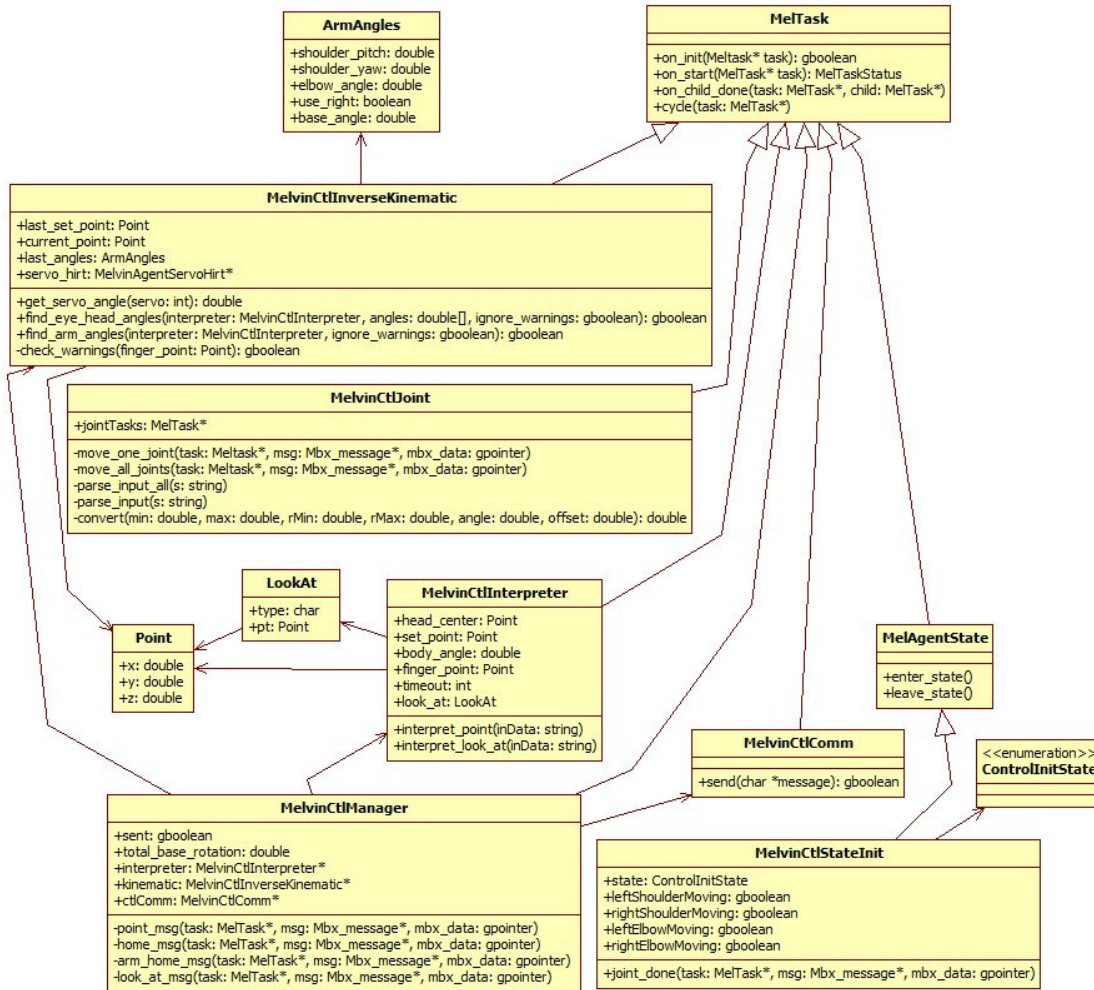 ArmAngles
+shoulder_pitch: double
+shoulder_yaw: double
+elbow_angle: double
+use_right: boolean
+base_angle: double
MelTask
+on_init(Meltask* task): gboolean
+on_start(MelTask* task): MelTaskStatus
+on_child_done(task: MelTask*, child: MelTask*)
+cycle(task: MelTask*)
MelvinCtlInverseKinematic
+last_set_point: Point
+current_point: Point
+last_angles: ArmAngles
+servo_hirt: MelvinAgentServoHirt*
+get_servo_angle(servo: int): double
+find_eye_head_angles(interpreter: MelvinCtlInterpreter, angles: double[], ignore_warnings: gboolean): gboolean
+find_arm_angles(interpreter: MelvinCtlInterpreter, ignore_warnings: gboolean): gboolean
-check_warnings(finger_point: Point): gboolean
MelvinCtlJoint
+jointTasks: MelTask*
-move_one_joint(task: Meltask*, msg: Mbx_message*, mbx_data: gpointer)
-move_all_joints(task: Meltask*, msg: Mbx_message*, mbx_data: gpointer)
-parse_input_all(s: string)
-parse_input(s: string)
-convert(min: double, max: double, rMin: double, rMax: double, angle: double, offset: double): double
LookAt
+type: char
+pt: Point
Point
+x: double
+y: double
+z: double
MelvinCtlInterpreter
+head_center: Point
+set_point: Point
+body_angle: double
+finger_point: Point
+timeout: int
+look_at: LookAt
+interpret_point(inData: string)
+interpret_look_at(inData: string)
MelAgentState
+enter_state()
+leave_state()
MelvinCtlComm
+send(char *message): gboolean
<<enumeration>>
ControlInitState
MelvinCtlManager
+sent: gboolean
+total_base_rotation: double
+interpreter: MelvinCtlInterpreter*
+kinematic: MelvinCtlInverseKinematic*
+ctlComm: MelvinCtlComm*
-point_msg(task: MelTask*, msg: Mbx_message*, mbx_data: gpointer)
-home_msg(task: MelTask*, msg: Mbx_message*, mbx_data: gpointer)
-arm_home_msg(task: MelTask*, msg: Mbx_message*, mbx_data: gpointer)
-look_at_msg(task: MelTask*, msg: Mbx_message*, mbx_data: gpointer)
MelvinCtlStateInit
+state: ControlInitState
+leftShoulderMoving: gboolean
+rightShoulderMoving: gboolean
+leftElbowMoving: gboolean
+rightElbowMoving: gboolean
+joint_done(task: MelTask*, msg: Mbx_message*, mbx_data: gpointer)